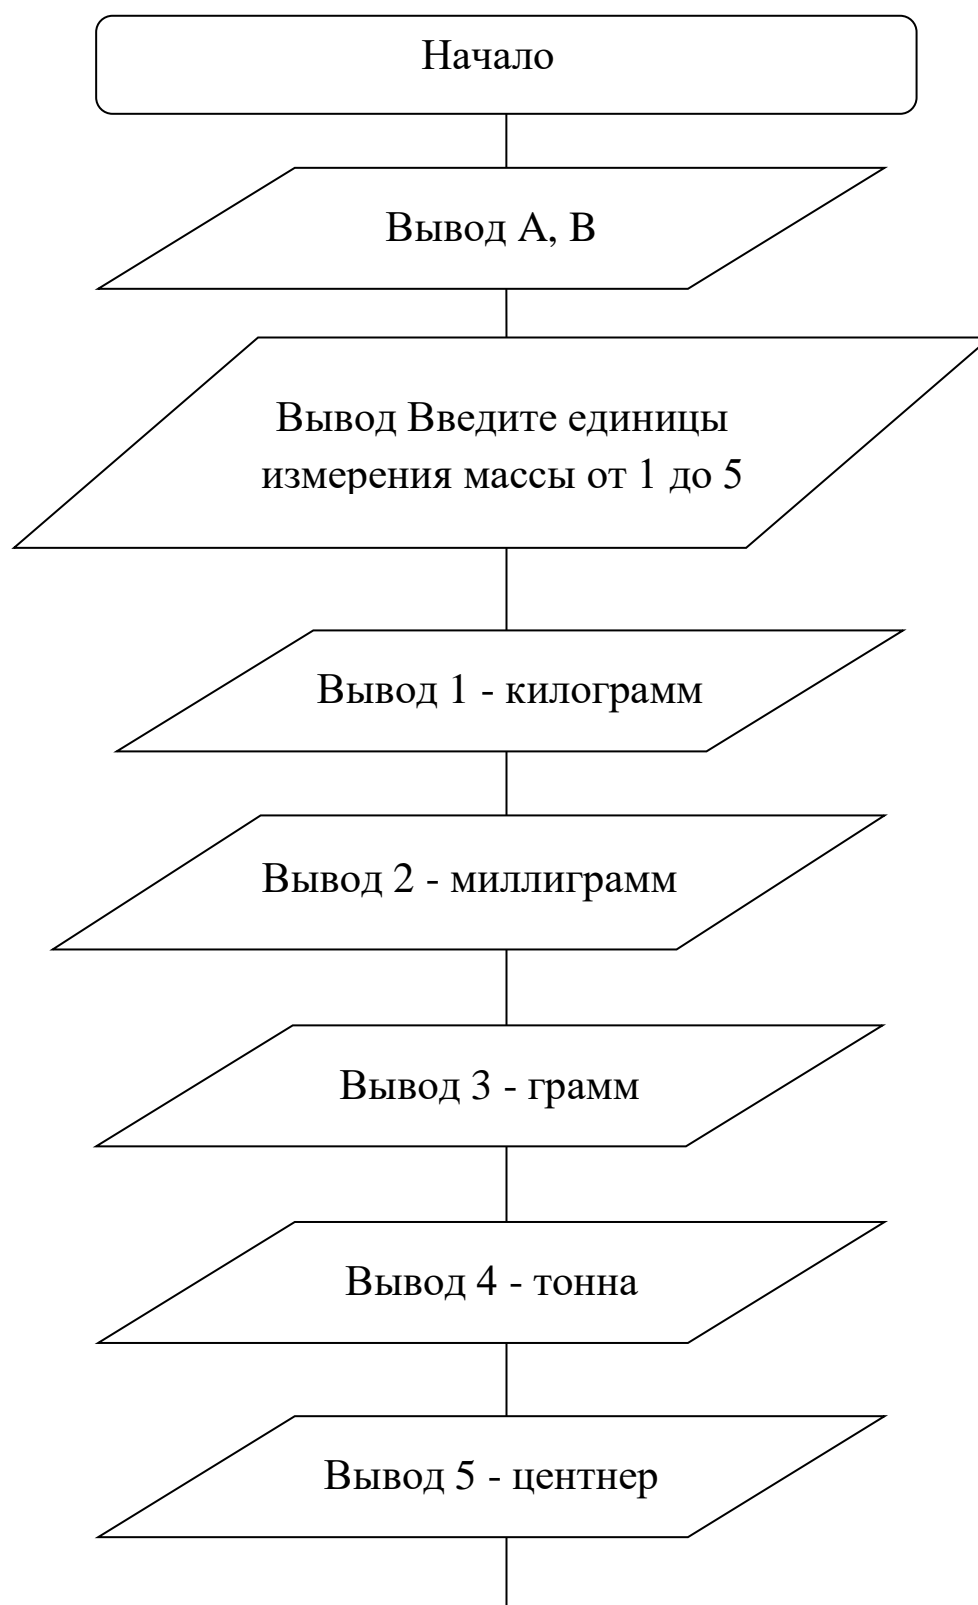 Начало
Вывод А, В
Вывод Введите единицы
измерения массы от 1 до 5
Вывод 1 - килограмм
Вывод 2 - миллиграмм
Вывод 3 - грамм
Вывод 4 - тонна
Вывод 5 - центнер